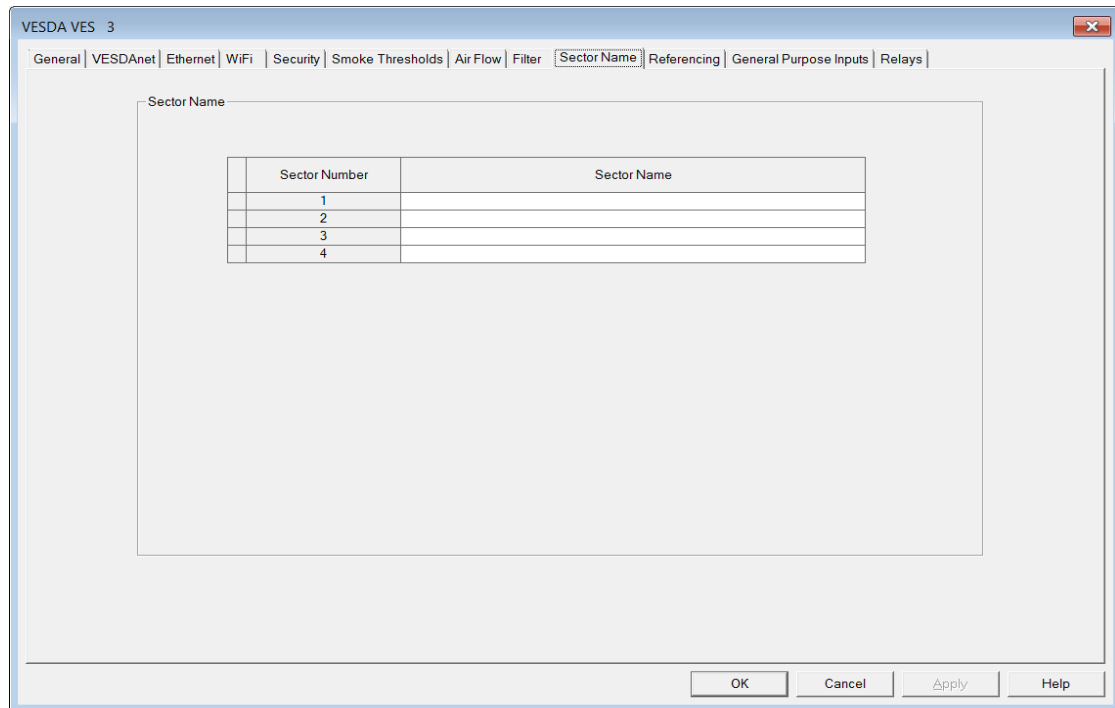 VESDA VES 3
General VESDAnet Ethernet WiFi Security Smoke Thresholds Air Flow Filter Sector Name Referencing General Purpose Inputs Relays
Sector Name
Sector Number Sector Name
1
2
3
4
OK Cancel Apply Help